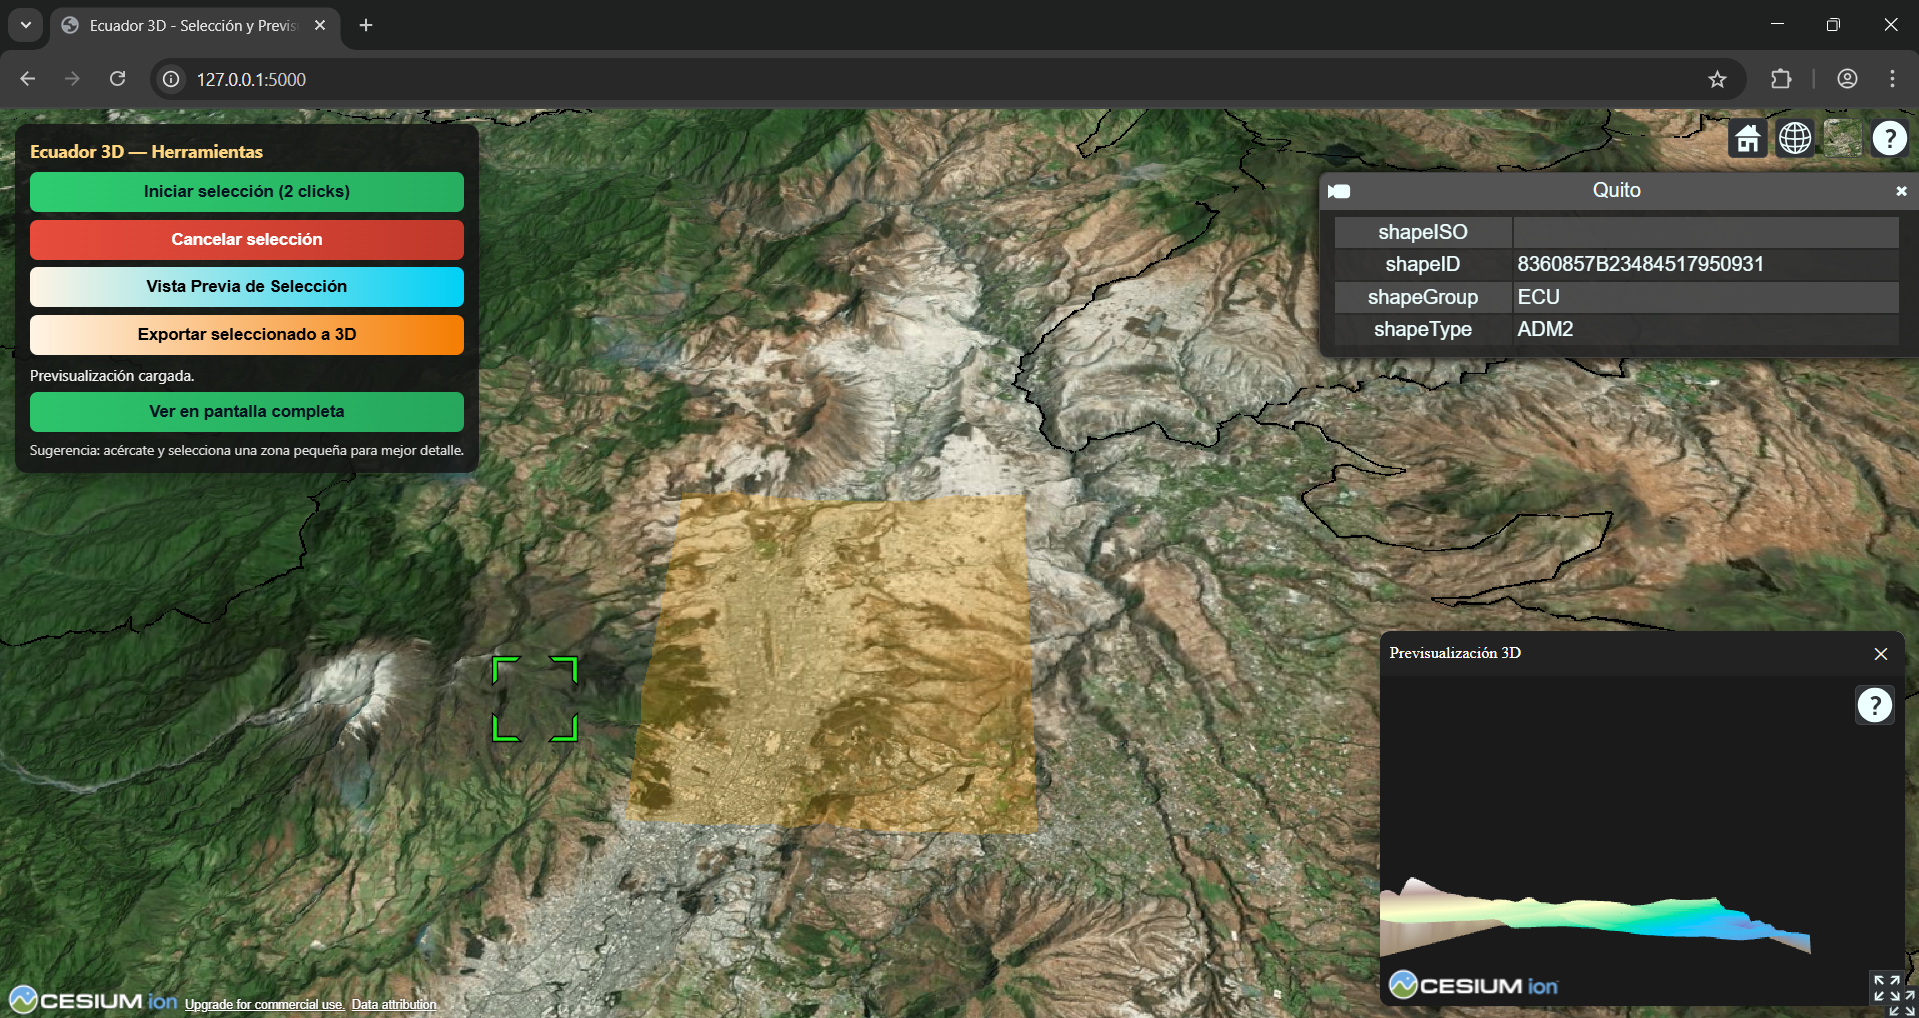 Ecuador 3D - Selección y Previs
127.0.0.1:5000
Ecuador 3D — Herramientas
Iniciar selección (2 clicks)
Cancelar selección
Vista Previa de Selección
Exportar seleccionado a 3D
Previsualización cargada.
Ver en pantalla completa
Sugerencia: acércate y selecciona una zona pequeña para mejor detalle.
?
Quito
shapeISO
shapeID 8360857B23484517950931
shapeGroup ECU
shapeType ADM2
Previsualización 3D
?
CESIUM ion
CESIUM ion Upgrade for commercial use. Data attribution